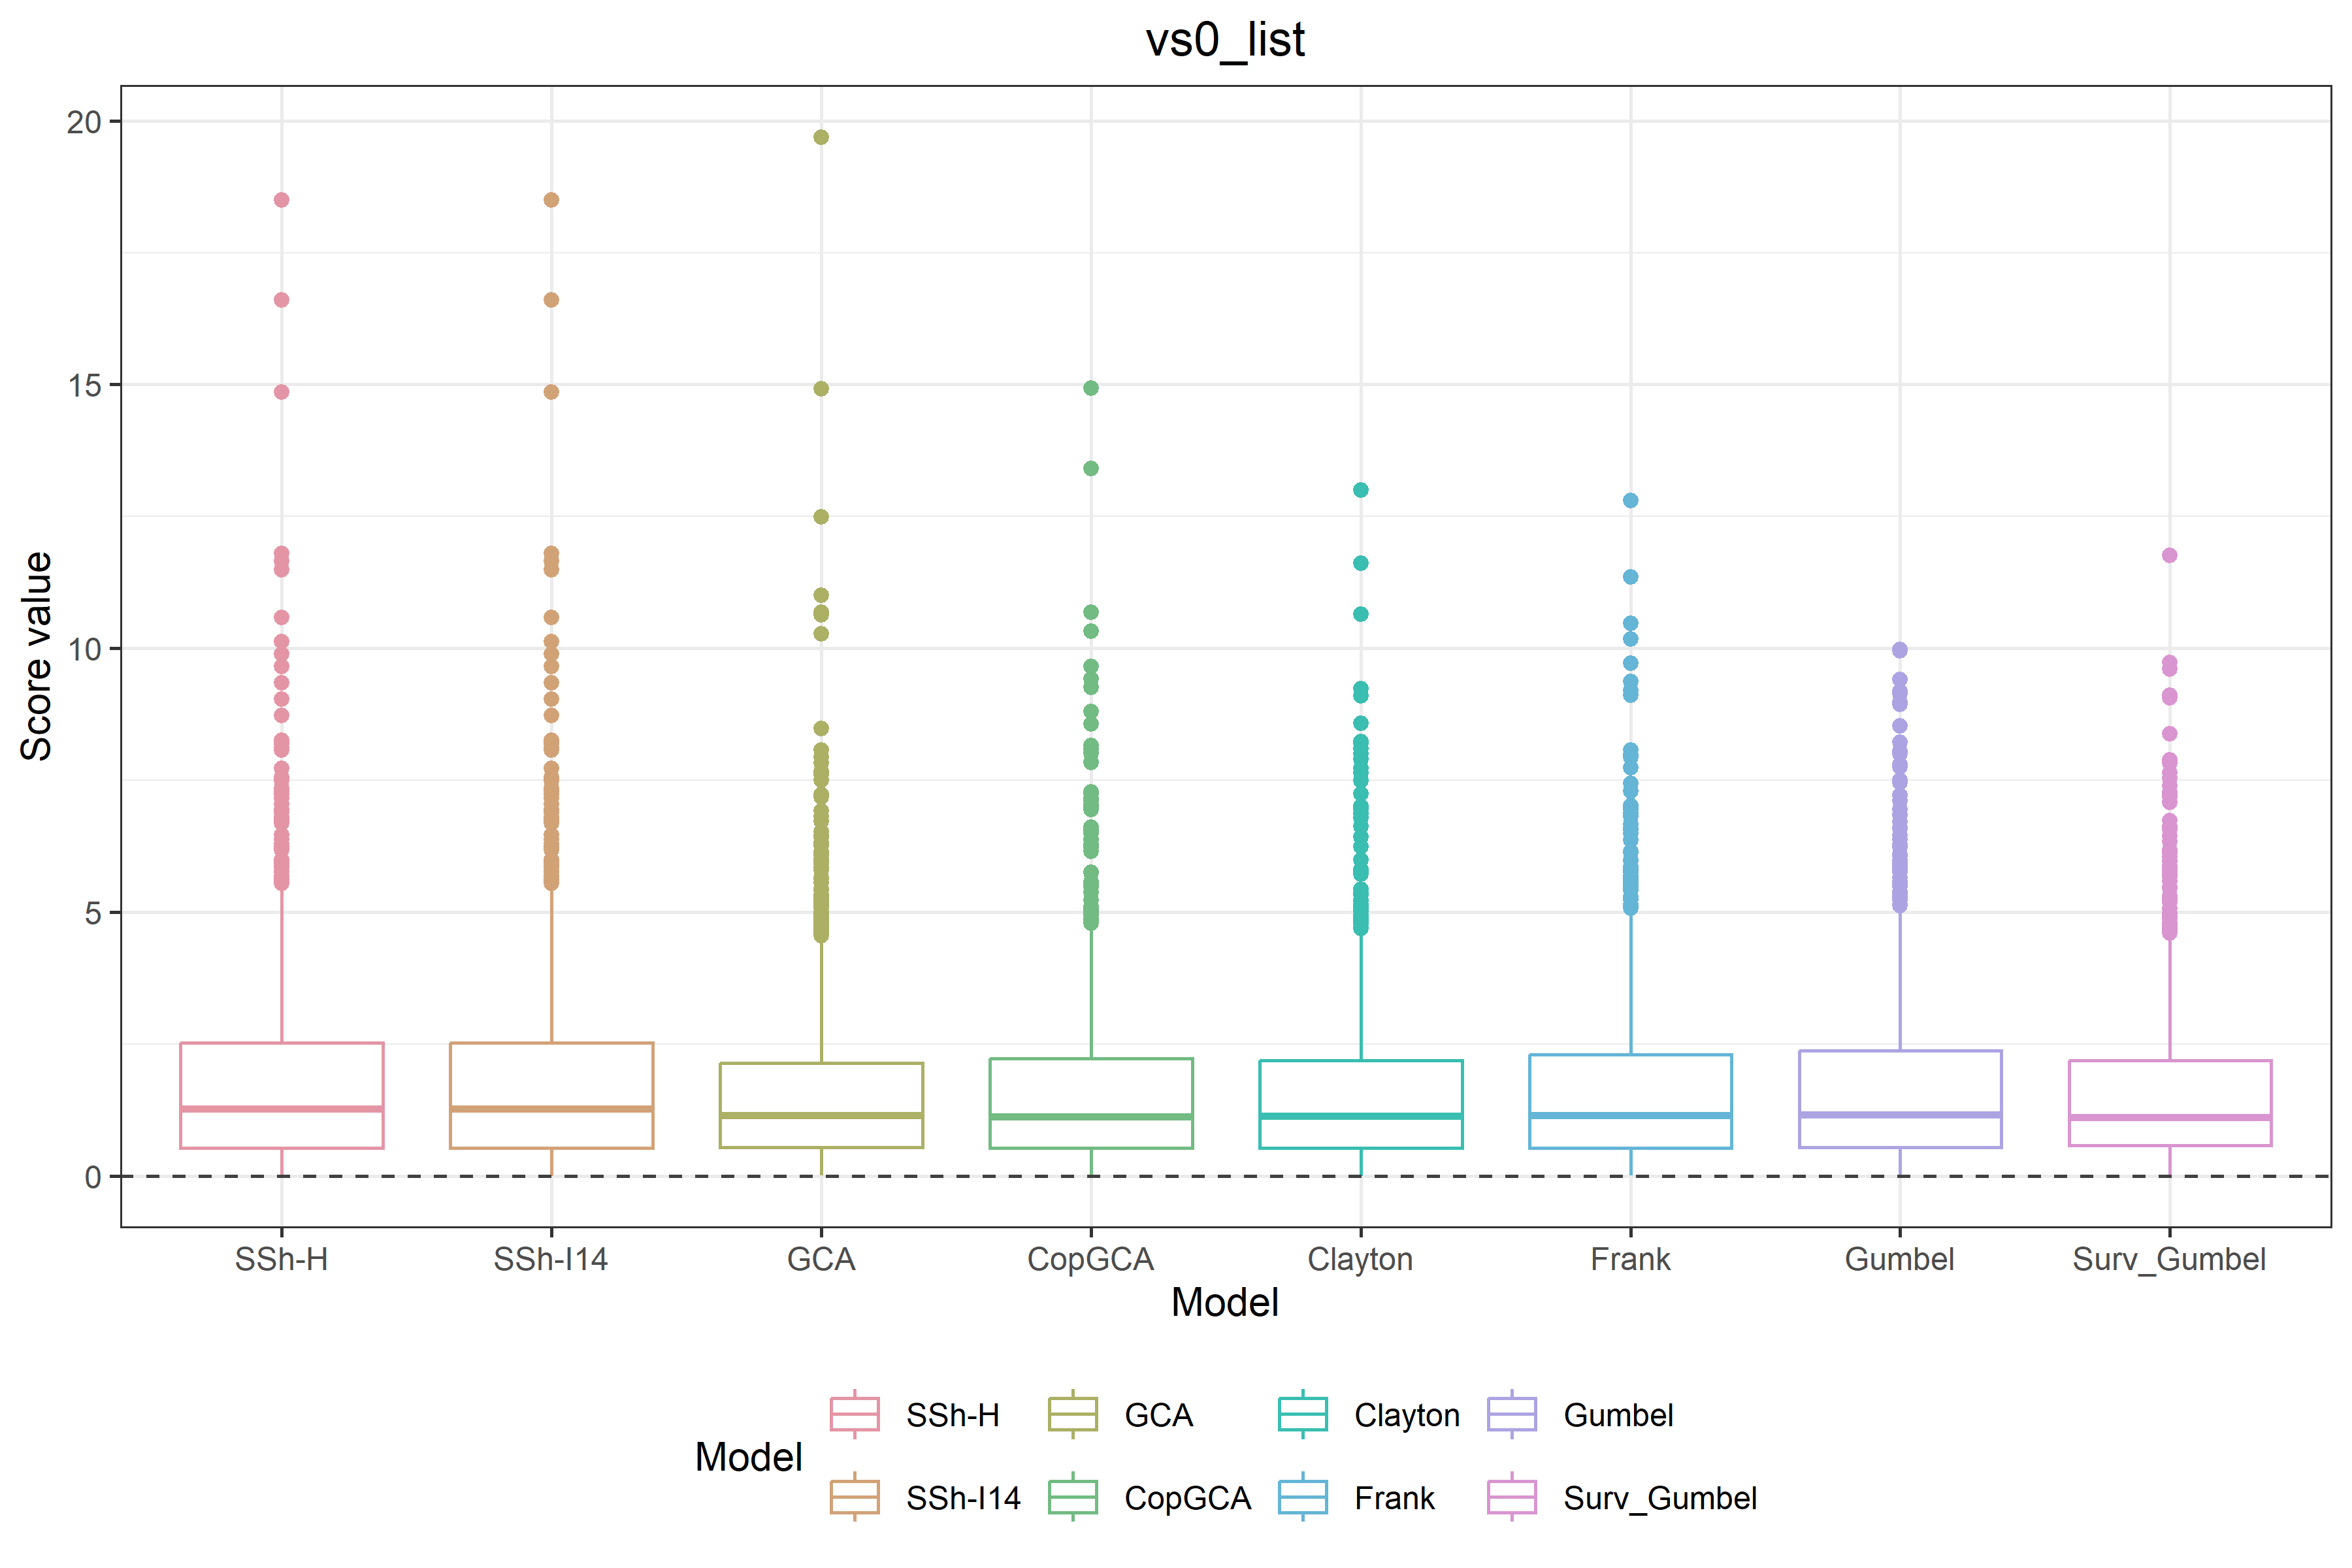 vs0_list
20
15
10
5
0
Score value
SSh-H SSh-I14 GCA CopGCA Clayton Frank Gumbel Surv_Gumbel
Model
Model
SSh-H GCA Clayton Gumbel
SSh-I14 CopGCA Frank Surv_Gumbel